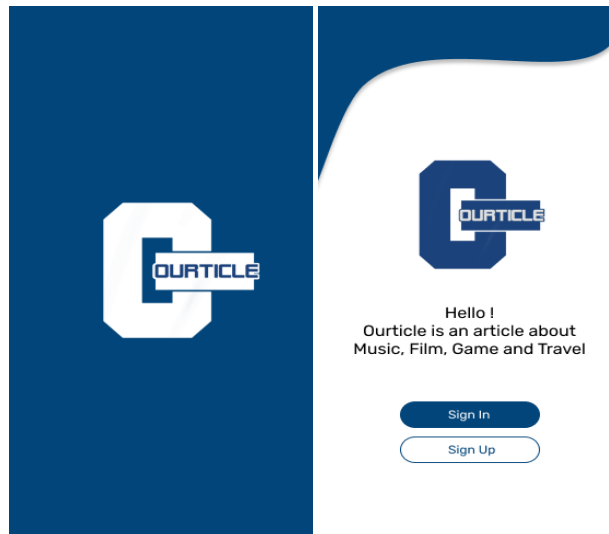 OURTICLE
OURTICLE
Hello !
Ourticle is an article about
Music, Film, Game and Travel
Sign In
Sign Up